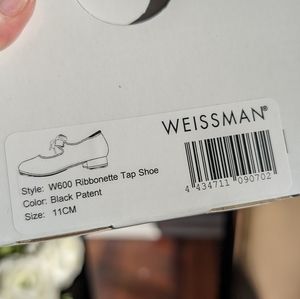 WEISSMAN®
Style: W600 Ribbonette Tap Shoe
Color: Black Patent
Size: 11CM
4 434711 090702